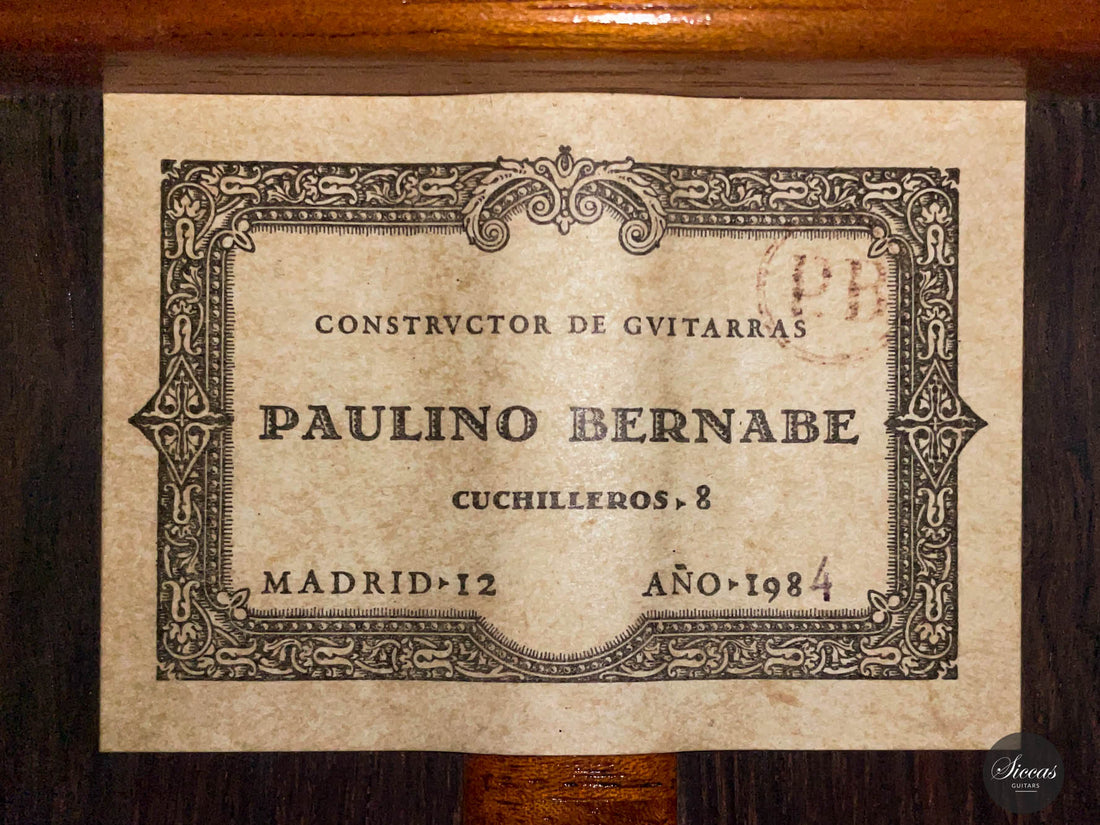 PB
CONSTRVCTOR DE GVITARRAS
PAULINO BERNABE
CUCHILLEROS▸8
MADRID▸12 AÑO▸1984
Siccas
GUITARS